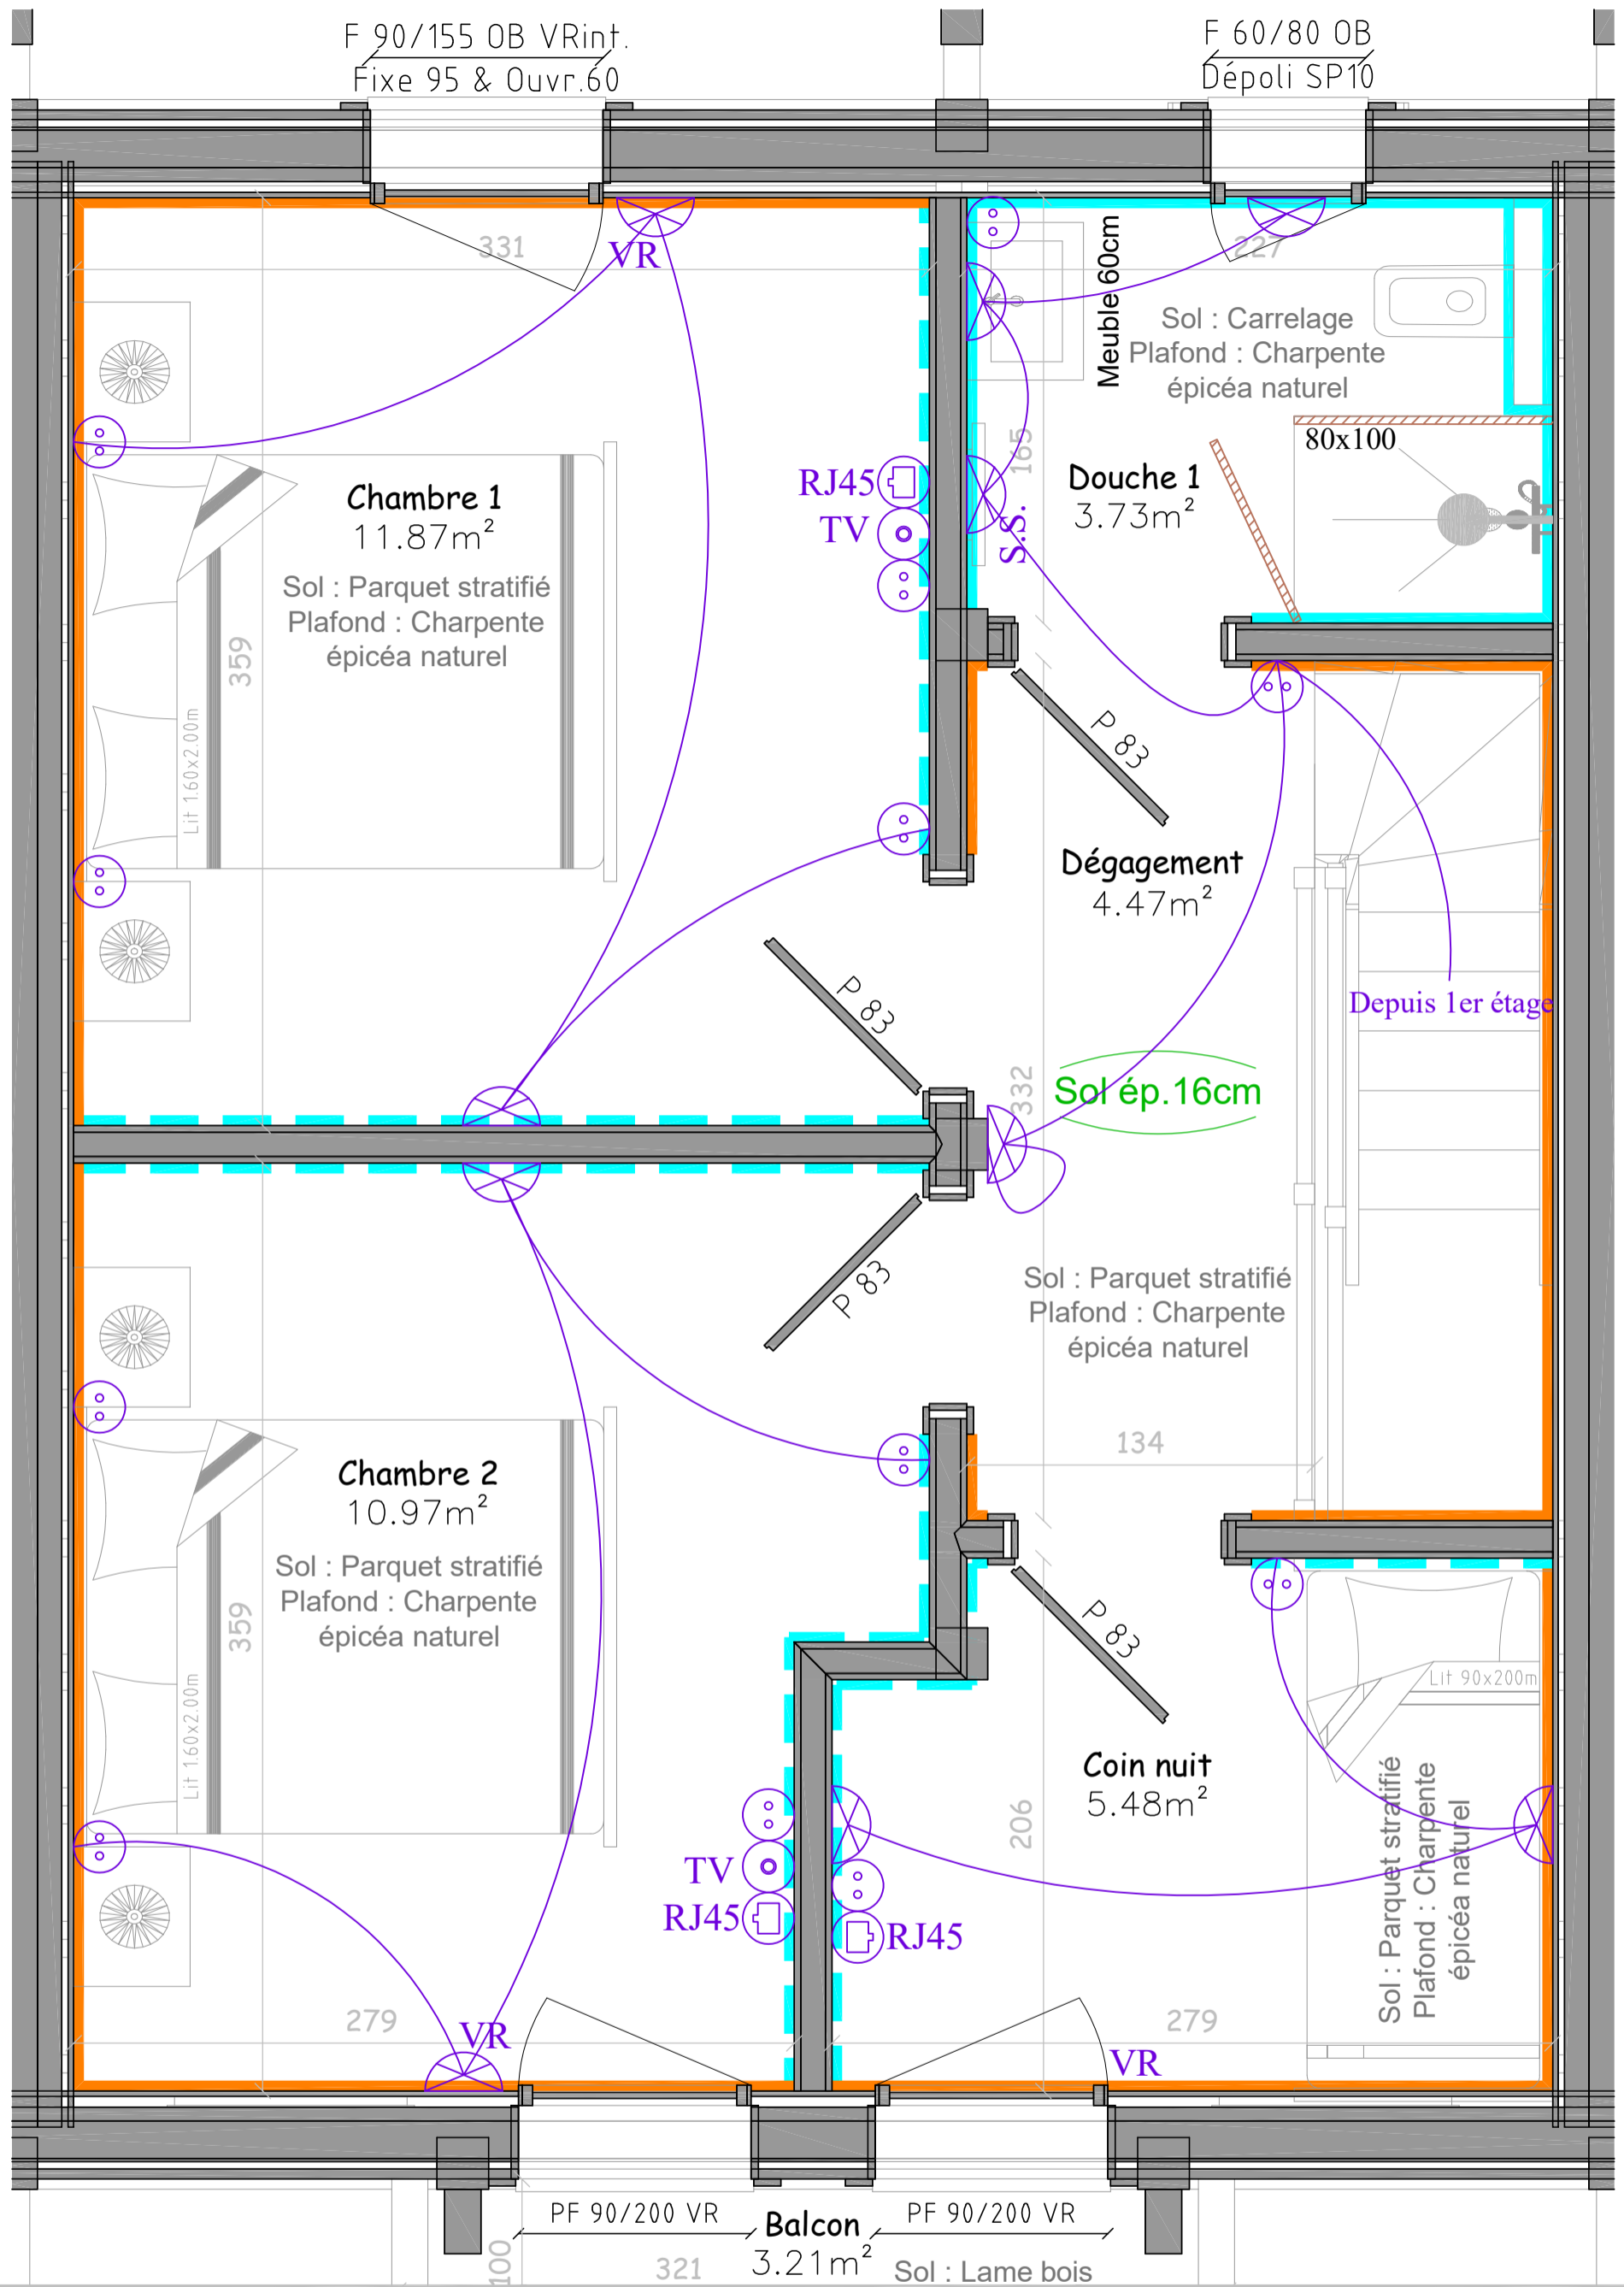 F 90/155 OB VRint.
Fixe 95 & Ouvr.60
F 60/80 OB
Dépoli SP10
331
VR
227
Meuble 60cm
Sol : Carrelage
Plafond : Charpente
épicéa naturel
80x100
165
Douche 1
3.73m²
S.S.
RJ45
TV
Chambre 1
11.87m²
Sol : Parquet stratifié
Plafond : Charpente
épicéa naturel
359
Lit 1.60x2.00m
P 83
Dégagement
4.47m²
P 83
Depuis 1er étage
332
Sol ép.16cm
P 83
Sol : Parquet stratifié
Plafond : Charpente
épicéa naturel
134
Chambre 2
10.97m²
Sol : Parquet stratifié
Plafond : Charpente
épicéa naturel
359
Lit 1.60x2.00m
P 83
Lit 90x200m
Coin nuit
5.48m²
206
Sol : Parquet stratifié
Plafond : Charpente
épicéa naturel
TV
RJ45
RJ45
279
VR
279
VR
PF 90/200 VR
Balcon
3.21m²
PF 90/200 VR
100
321
Sol : Lame bois